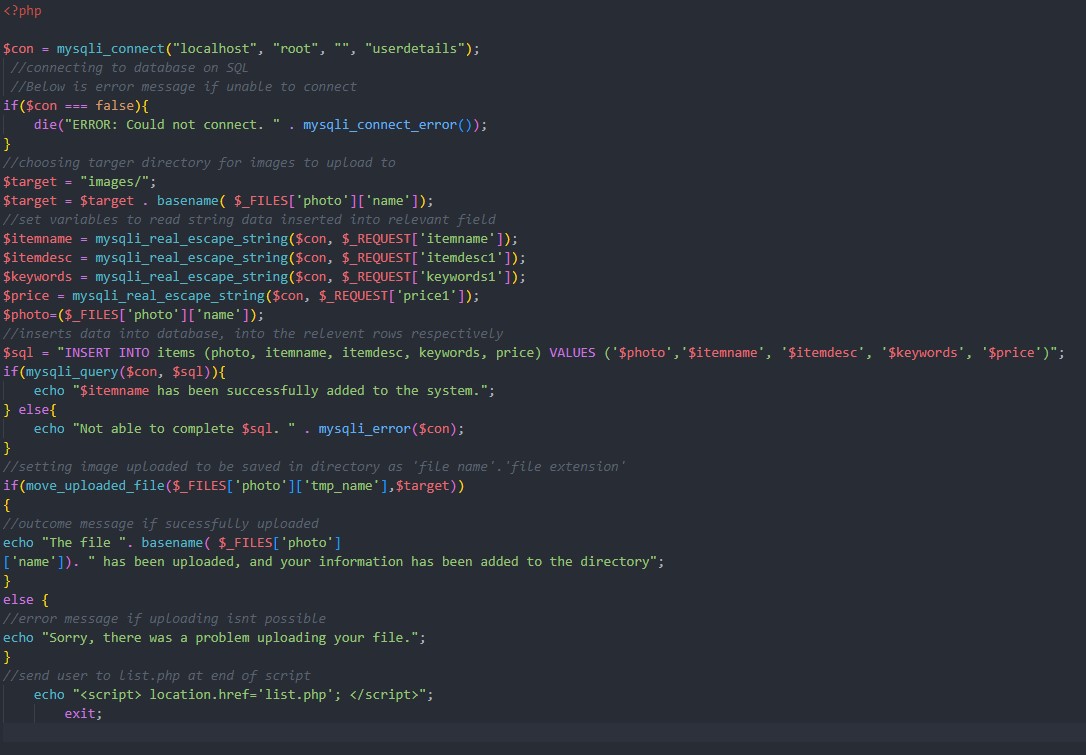 <?php
$con = mysqli_connect("localhost", "root", "", "userdetails");
//connecting to database on SQL
//Below is error message if unable to connect
if($con === false){
die("ERROR: Could not connect. " . mysqli_connect_error());
}
//choosing targer directory for images to upload to
$target = "images/";
$target = $target . basename( $_FILES['photo']['name']);
//set variables to read string data inserted into relevant field
$itemname = mysqli_real_escape_string($con, $_REQUEST['itemname']);
$itemdesc = mysqli_real_escape_string($con, $_REQUEST['itemdesc1']);
$keywords = mysqli_real_escape_string($con, $_REQUEST['keywords1']);
$price = mysqli_real_escape_string($con, $_REQUEST['price1']);
$photo=($_FILES['photo']['name']);
//inserts data into database, into the relevent rows respectively
$sql = "INSERT INTO items (photo, itemname, itemdesc, keywords, price) VALUES ('$photo','$itemname', '$itemdesc', '$keywords', '$price')";
if(mysqli_query($con, $sql)){
echo "$itemname has been successfully added to the system.";
} else{
echo "Not able to complete $sql. " . mysqli_error($con);
}
//setting image uploaded to be saved in directory as 'file name'.'file extension'
if(move_uploaded_file($_FILES['photo']['tmp_name'],$target))
{
//outcome message if sucessfully uploaded
echo "The file ". basename( $_FILES['photo']
['name']). " has been uploaded, and your information has been added to the directory";
}
else {
//error message if uploading isnt possible
echo "Sorry, there was a problem uploading your file.";
}
//send user to list.php at end of script
echo "<script> location.href='list.php'; </script>";
exit;